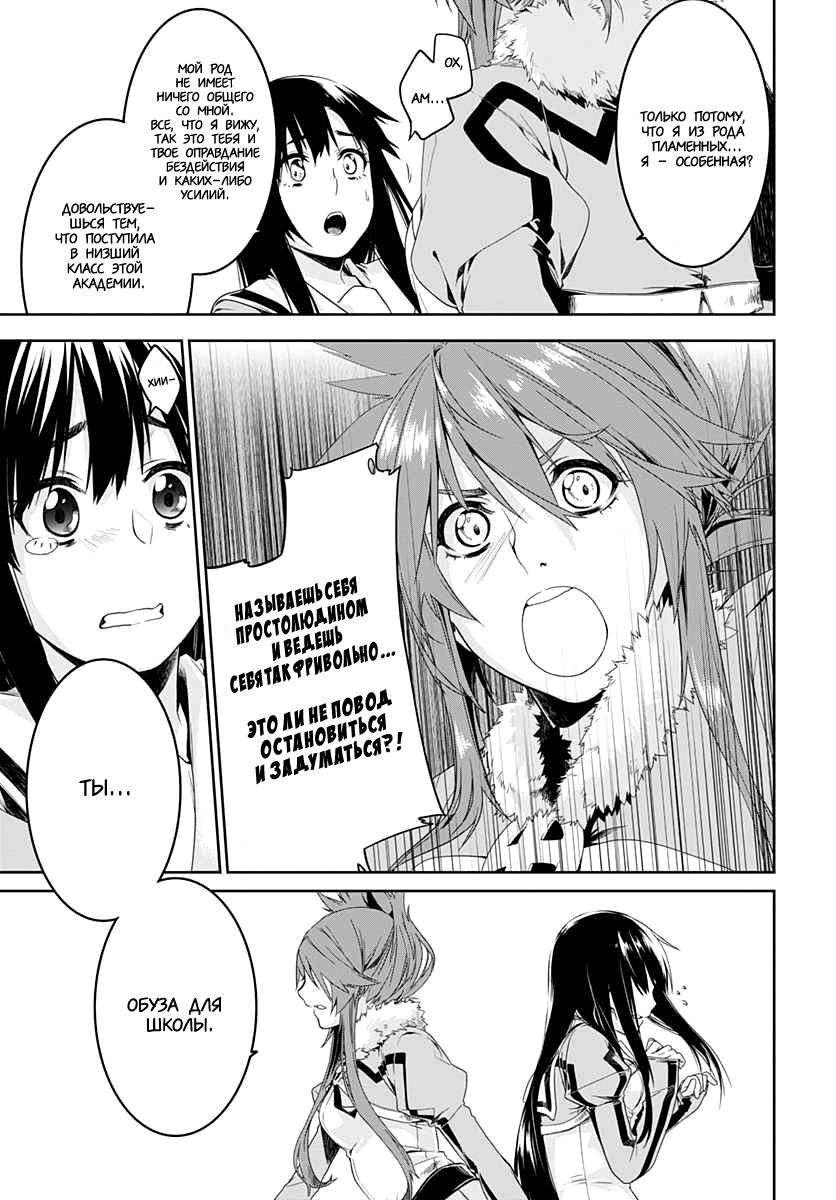 ТОЛЬКО ПОТОМУ,
ЧТО Я ИЗ РОДА
ПЛАМЕННЫХ...
Я - ОСОБЕННАЯ?
ОХ,
АМ...
МОЙ РОД
НЕ ИМЕЕТ
НИЧЕГО ОБЩЕГО
СО МНОЙ.
ВСЕ, ЧТО Я ВИЖУ,
ТАК ЭТО ТЕБЯ И
ТВОЕ ОПРАВДАНИЕ
БЕЗДЕЙСТВИЯ
И КАКИХ-ЛИБО
УСИЛИЙ.
ДОВОЛЬСТВУЕ-
ШЬСЯ ТЕМ,
ЧТО ПОСТУПИЛА
В НИЗШИЙ
КЛАСС ЭТОЙ
АКАДЕМИИ.
НАЗЫВАЕШЬ СЕБЯ
ПРОСТОЛЮДИНОМ
И ВЕДЕШЬ
СЕБЯ ТАК ФРИВОЛЬНО...
ЭТО ЛИ НЕ ПОВОД
ОСТАНОВИТЬСЯ
И ЗАДУМАТЬСЯ?!
ХИИ-
ТЫ...
ОБУЗА ДЛЯ
ШКОЛЫ.